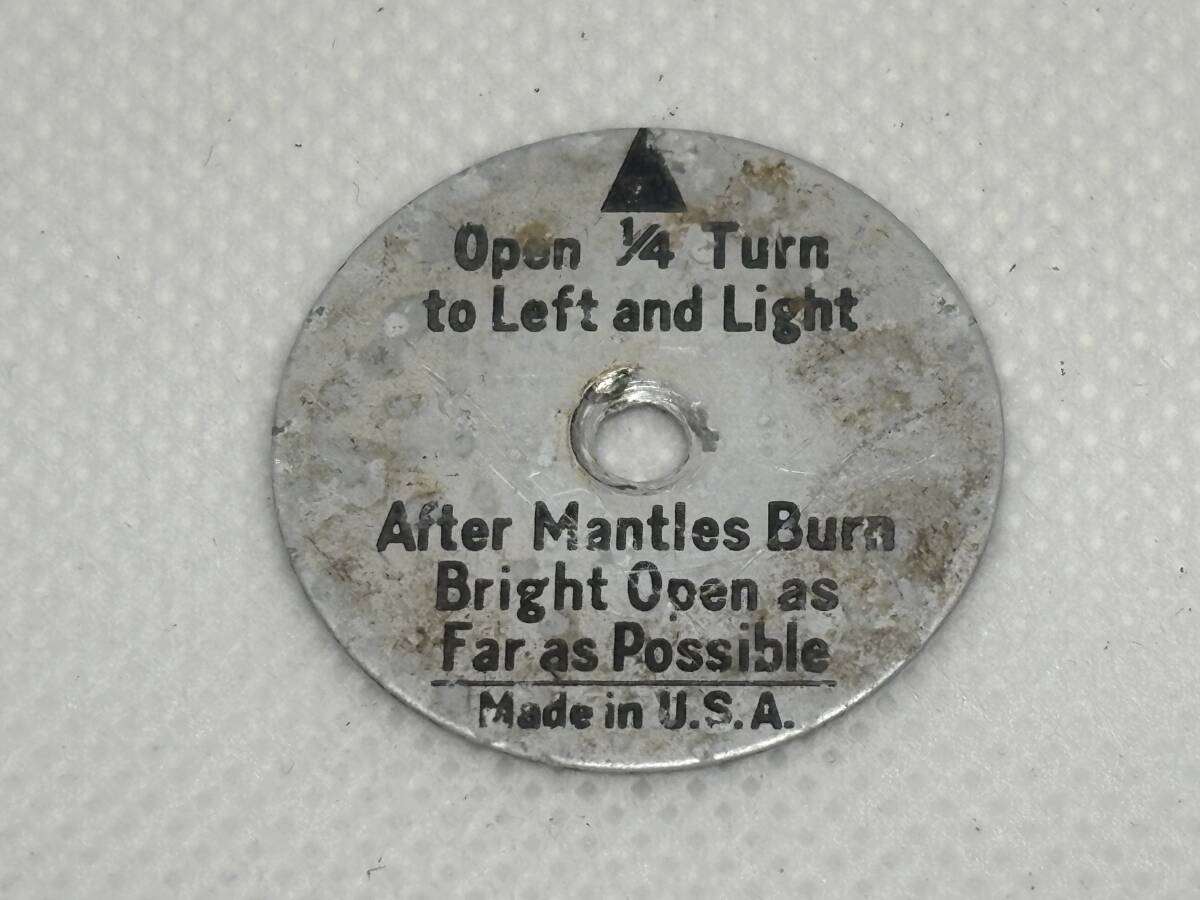 Open ¼ Turn
to Left and Light
After Mantles Burn
Bright Open as
Far as Possible
Made in U.S.A.